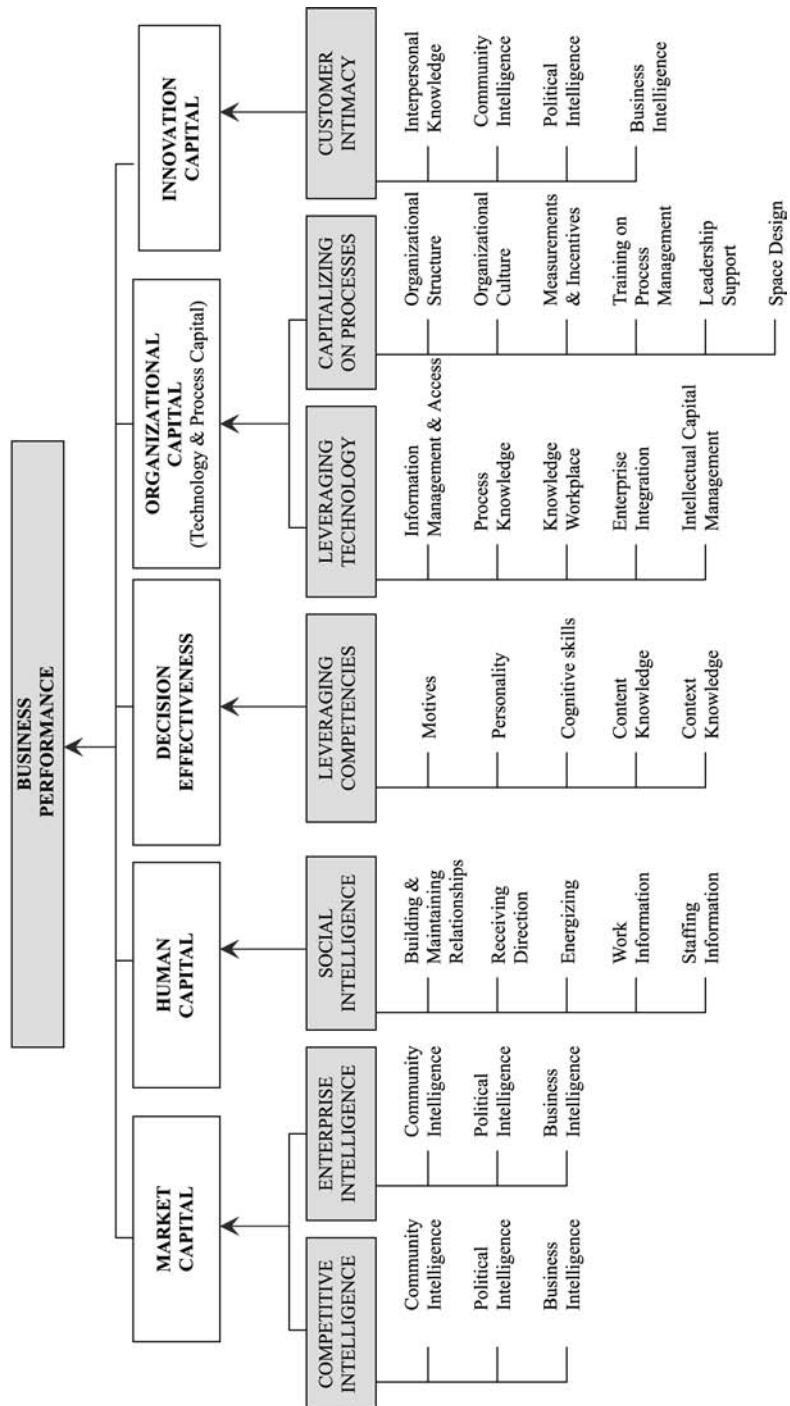 BUSINESS
PERFORMANCE
MARKET
CAPITAL
HUMAN
CAPITAL
DECISION
EFFECTIVENESS
ORGANIZATIONAL
CAPITAL
(Technology & Process Capital)
INNOVATION
CAPITAL
COMPETITIVE
INTELLIGENCE
Community
Intelligence
Political
Intelligence
Business
Intelligence
ENTERPRISE
INTELLIGENCE
Community
Intelligence
Political
Intelligence
Business
Intelligence
SOCIAL
INTELLIGENCE
Building &
Maintaining
Relationships
Receiving
Direction
Energizing
Work
Information
Staffing
Information
LEVERAGING
COMPETENCIES
Motives
Personality
Cognitive skills
Content
Knowledge
Context
Knowledge
LEVERAGING
TECHNOLOGY
Information
Management & Access
Process
Knowledge
Knowledge
Workplace
Enterprise
Integration
Intellectual Capital
Management
CAPITALIZING
ON PROCESSES
Organizational
Structure
Organizational
Culture
Measurements
& Incentives
Training on
Process
Management
Leadership
Support
Space Design
CUSTOMER
INTIMACY
Interpersonal
Knowledge
Community
Intelligence
Political
Intelligence
Business
Intelligence